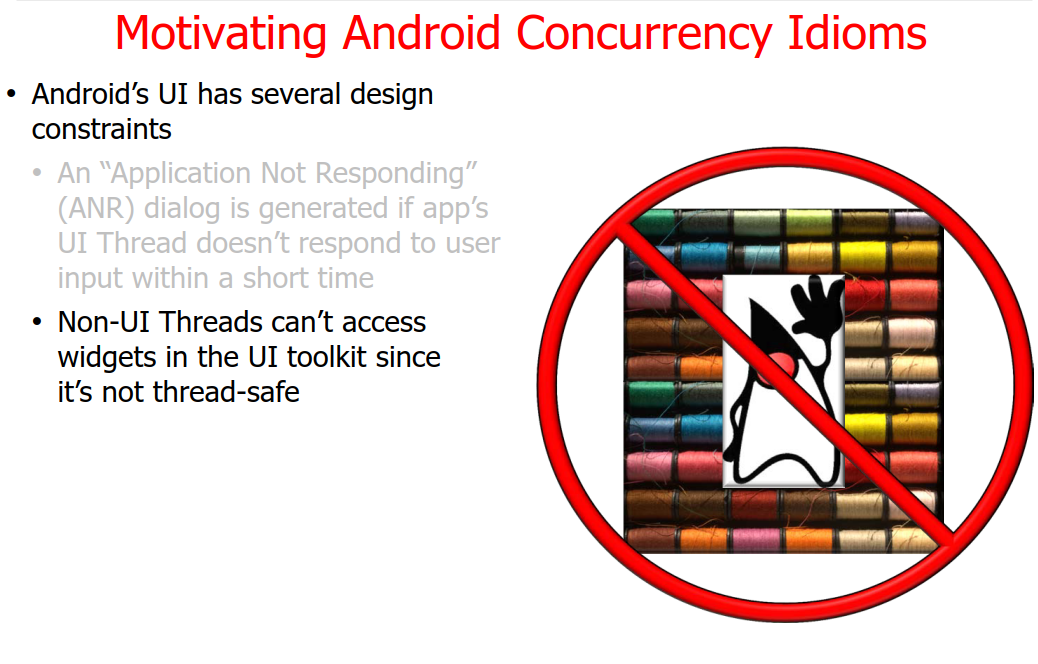 Motivating Android Concurrency Idioms
• Android’s UI has several design
constraints
• An “Application Not Responding”
(ANR) dialog is generated if app’s
UI Thread doesn’t respond to user
input within a short time
• Non-UI Threads can’t access
widgets in the UI toolkit since
it’s not thread-safe